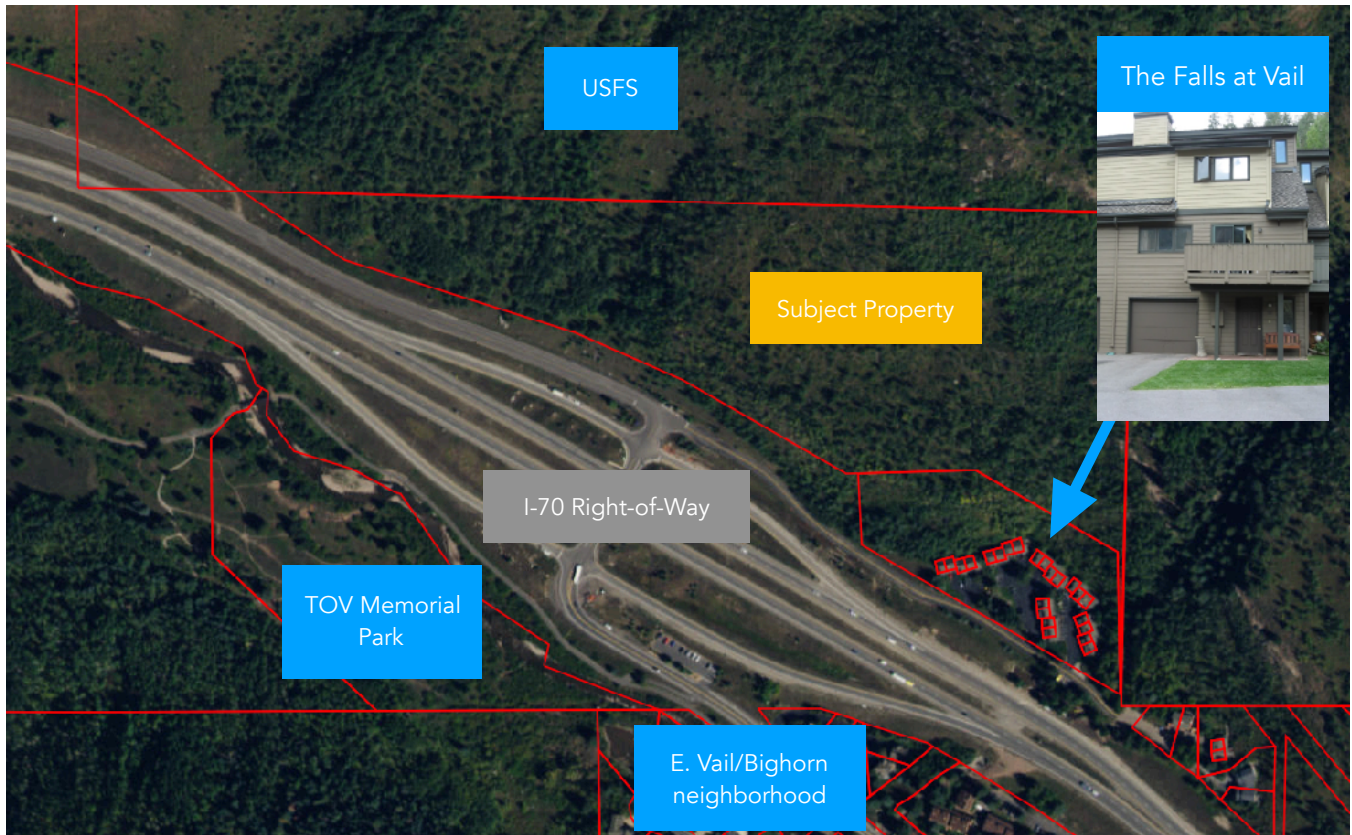 USFS
The Falls at Vail
Subject Property
I-70 Right-of-Way
TOV Memorial
Park
E. Vail/Bighorn
neighborhood